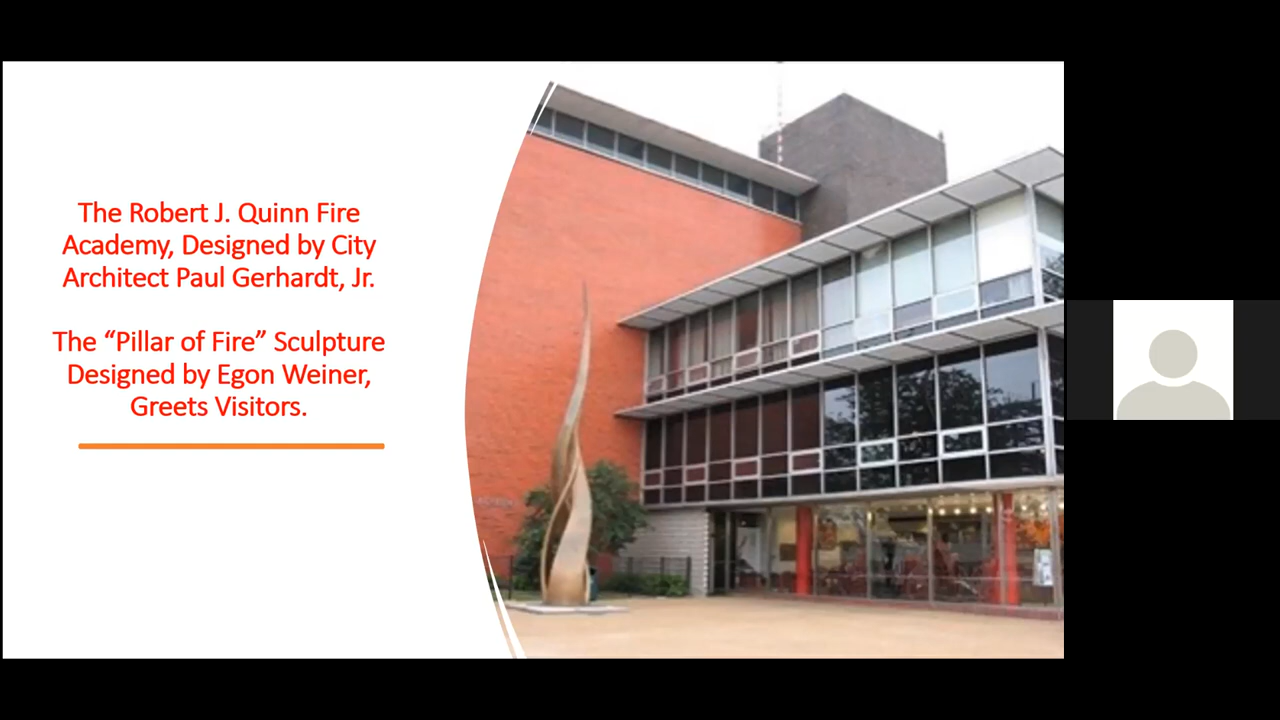 The Robert J. Quinn Fire
Academy, Designed by City
Architect Paul Gerhardt, Jr.
The “Pillar of Fire” Sculpture
Designed by Egon Weiner,
Greets Visitors.